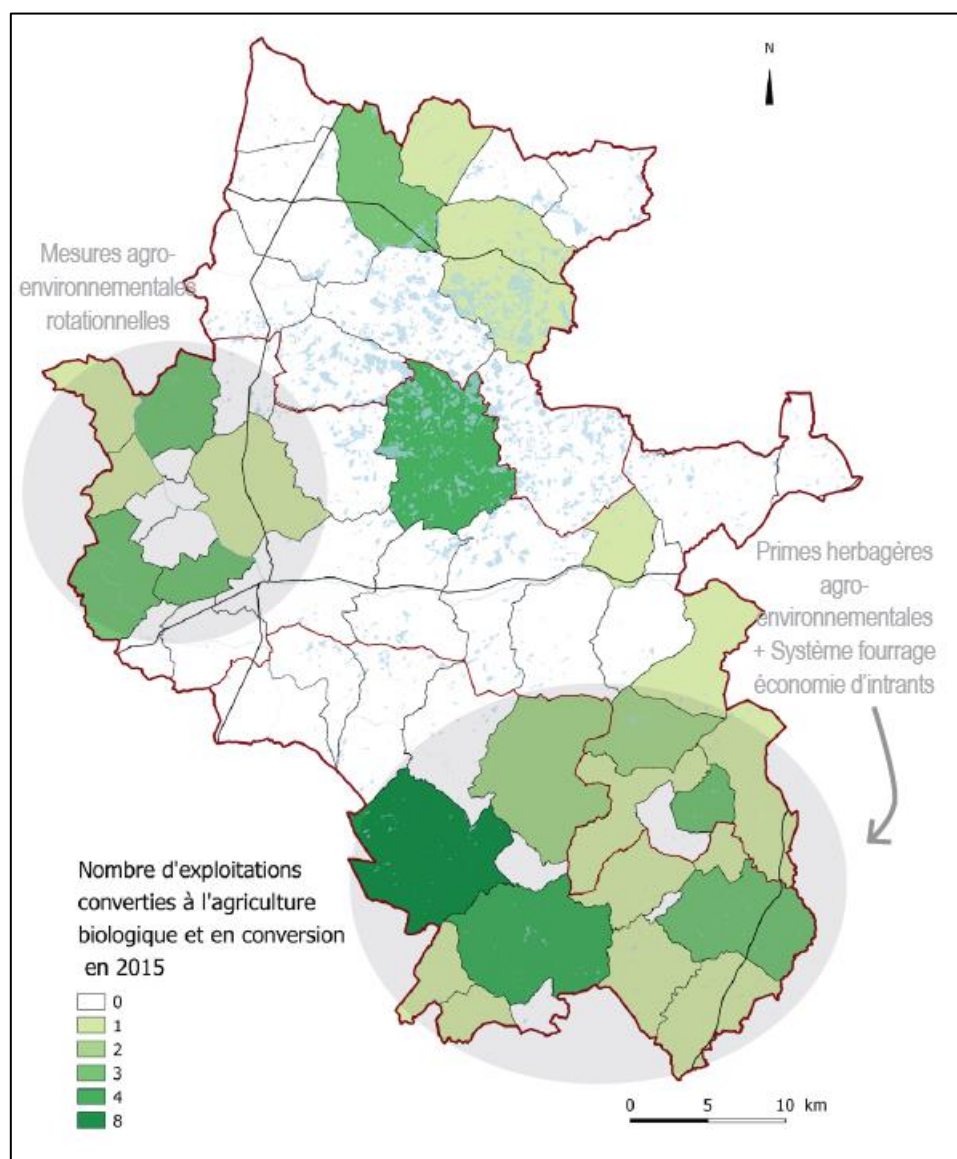 N
Mesures agro-
environnementales
rotationnelles
Primes herbagères
agro-
environnementales
+ Système fourrage
économie d'intrants
Nombre d'exploitations
converties à l'agriculture
biologique et en conversion
en 2015
0
1
2
3
4
8
0 5 10 km